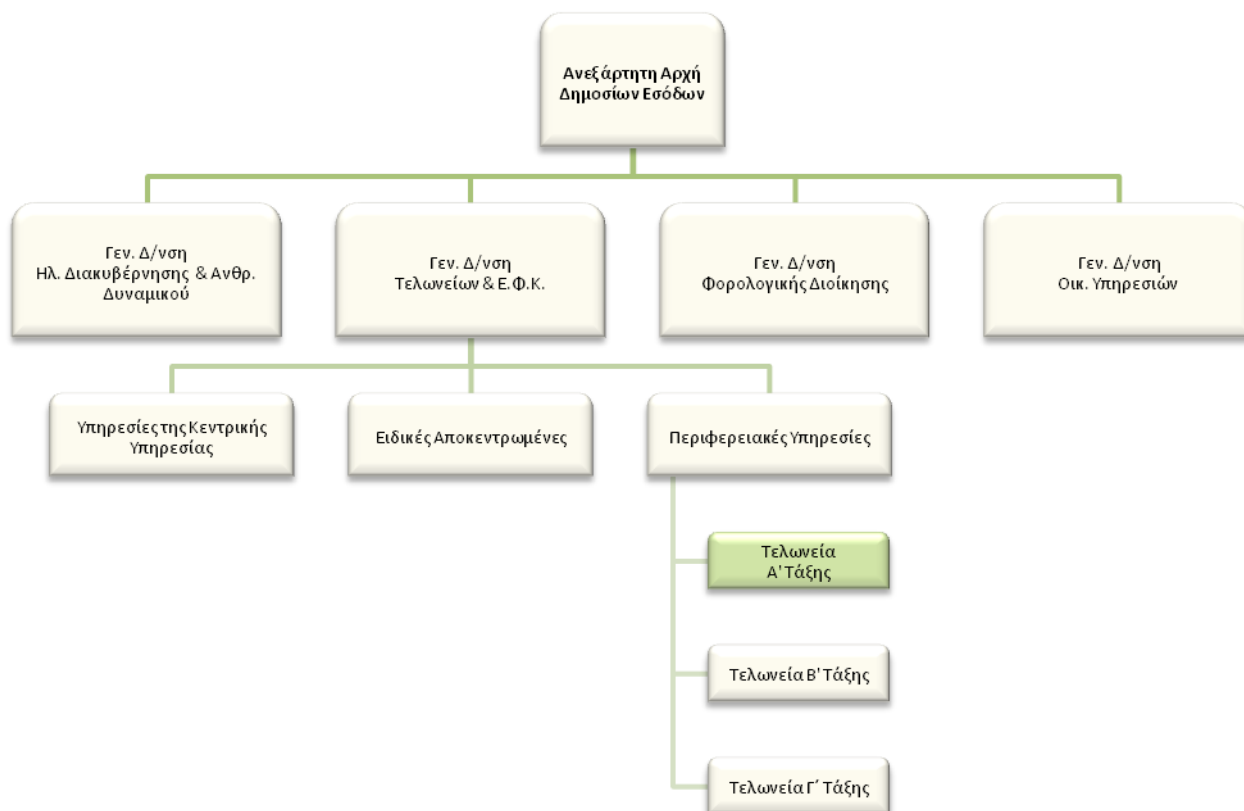 Ανεξάρτητη Αρχή
Δημοσίων Εσόδων
Γεν. Δ/νση
Ηλ. Διακυβέρνησης & Ανθρ.
Δυναμικού
Γεν. Δ/νση
Τελωνείων & Ε.Φ.Κ.
Γεν. Δ/νση
Φορολογικής Διοίκησης
Γεν. Δ/νση
Οικ. Υπηρεσιών
Υπηρεσίες της Κεντρικής
Υπηρεσίας
Ειδικές Αποκεντρωμένες
Περιφερειακές Υπηρεσίες
Τελωνεία
Α' Τάξης
Τελωνεία Β' Τάξης
Τελωνεία Γ΄ Τάξης